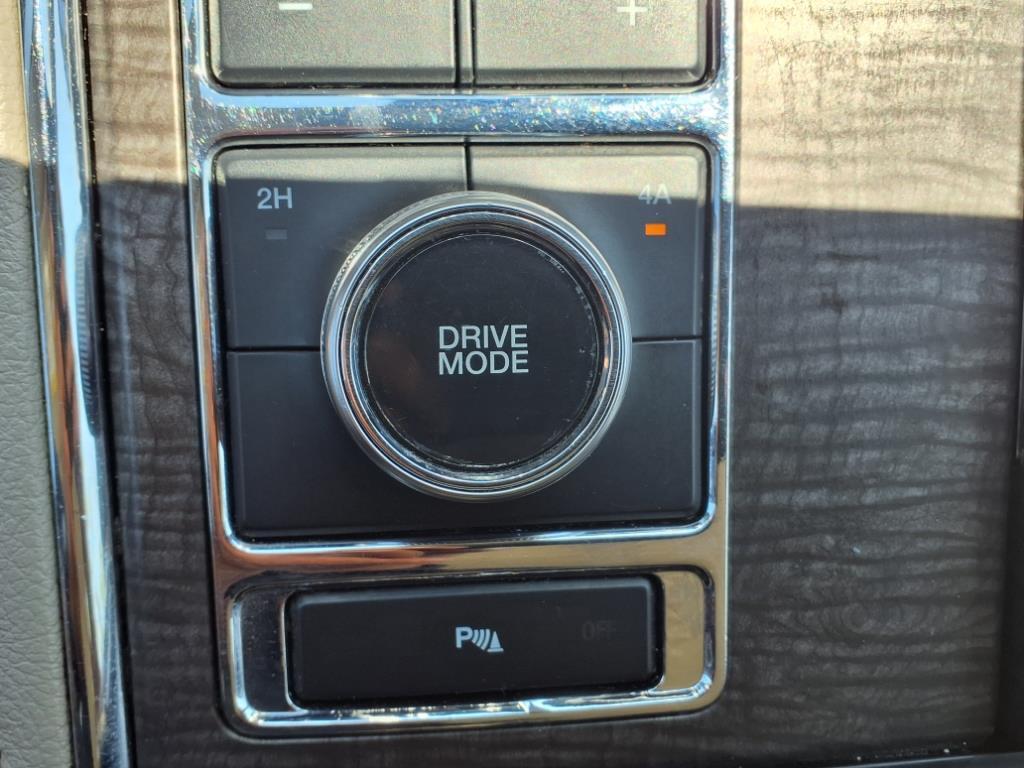 − +
2H 4A
DRIVE
MODE
P OFF